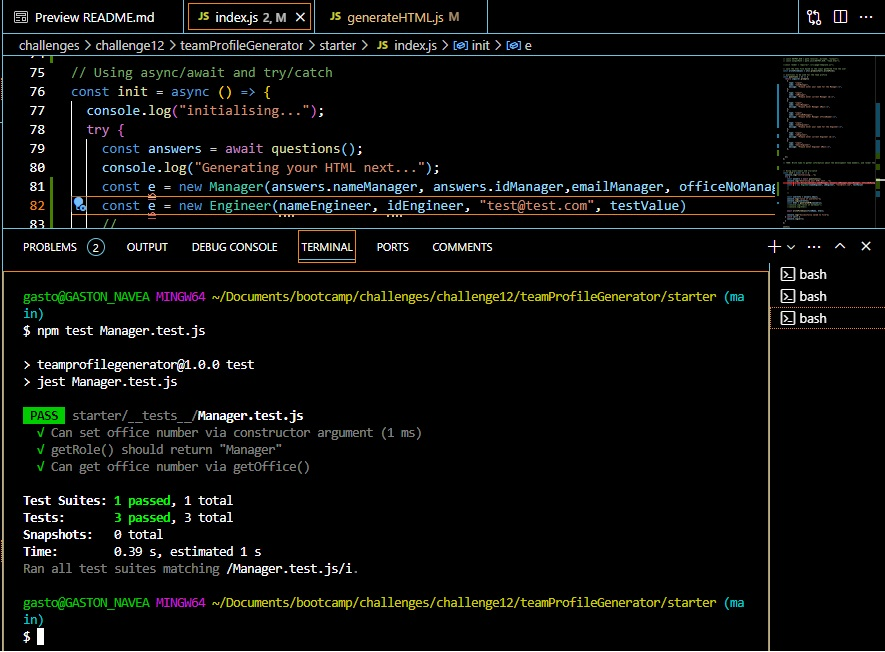 Preview README.md
JS index.js 2, M
JS generateHTML.js M
challenges > challenge12 > teamProfileGenerator > starter > JS index.js > init > e
75 // Using async/await and try/catch
76 const init = async () => {
77 console.log("initialising...");
78 try {
79 const answers = await questions();
80 console.log("Generating your HTML next...");
81 const e = new Manager(answers.nameManager, answers.idManager,emailManager, officeNoManag
82 const e = new Engineer(nameEngineer, idEngineer, "test@test.com", testValue)
83 //
PROBLEMS 2 OUTPUT DEBUG CONSOLE TERMINAL PORTS COMMENTS
bash
bash
bash
gasto@GASTON_NAVEA MINGW64 ~/Documents/bootcamp/challenges/challenge12/teamProfileGenerator/starter (ma
in)
$ npm test Manager.test.js
> teamprofilegenerator@1.0.0 test
> jest Manager.test.js
PASS starter/__tests__/Manager.test.js
√ Can set office number via constructor argument (1 ms)
√ getRole() should return "Manager"
√ Can get office number via getOffice()
Test Suites: 1 passed, 1 total
Tests: 3 passed, 3 total
Snapshots: 0 total
Time: 0.39 s, estimated 1 s
Ran all test suites matching /Manager.test.js/i.
gasto@GASTON_NAVEA MINGW64 ~/Documents/bootcamp/challenges/challenge12/teamProfileGenerator/starter (ma
in)
$